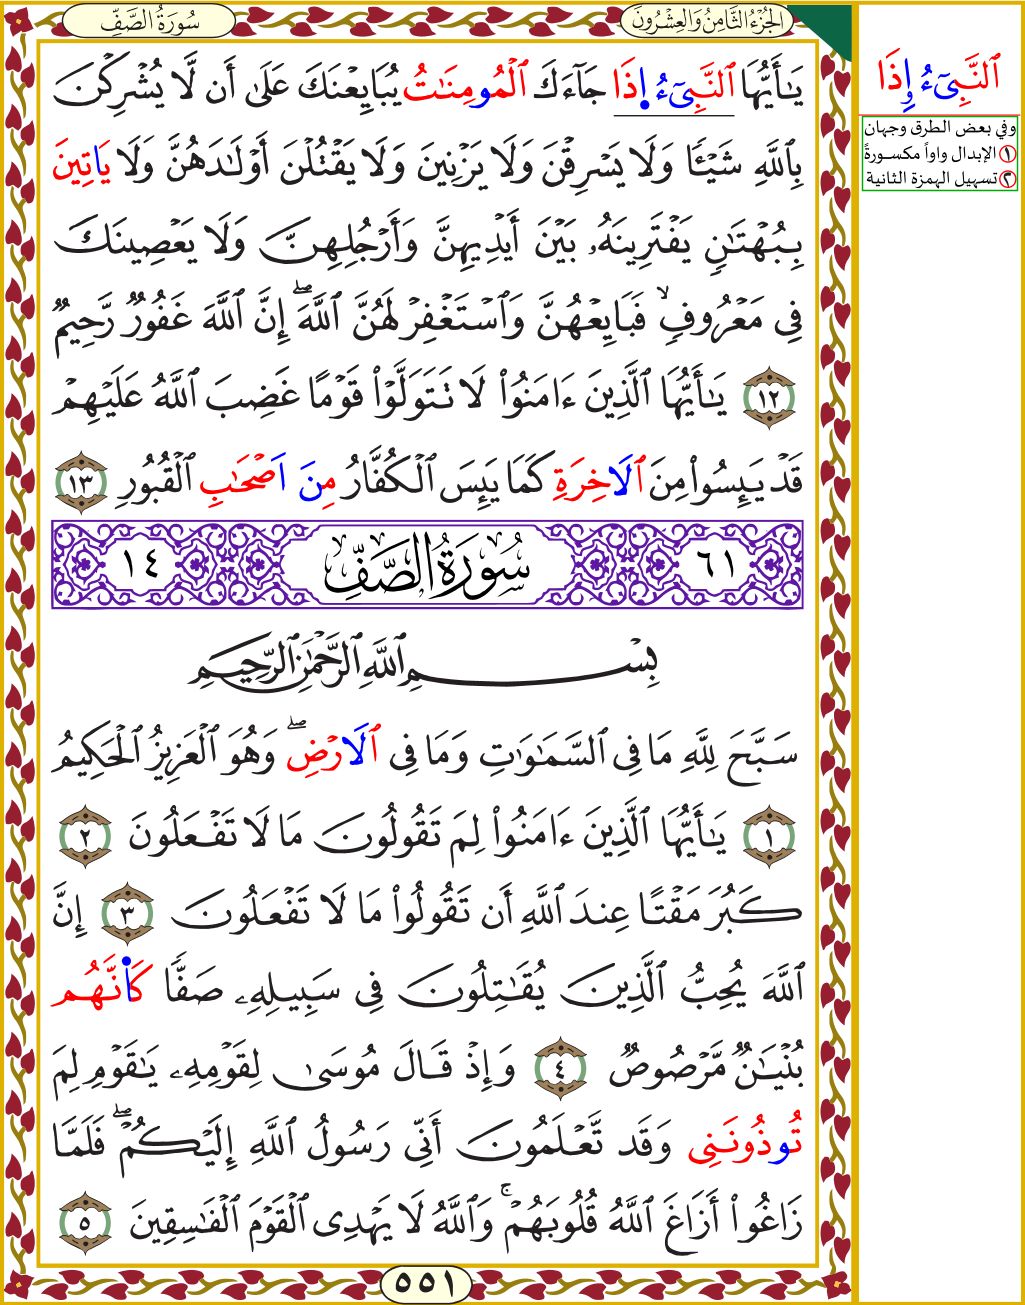 سُورَةُ الصَّفِّ
الجُزْءُ الثَّامِنُ وَالعِشْرُونَ
يَـٰٓأَيُّهَا ٱلنَّبِىٓءُ إِذَا جَآءَكَ ٱلْمُومِنَـٰتُ يُبَايِعْنَكَ عَلَىٰٓ أَن لَّا يُشْرِكْنَ
بِٱللَّهِ شَيْـًٔا وَلَا يَسْرِقْنَ وَلَا يَزْنِينَ وَلَا يَقْتُلْنَ أَوْلَـٰدَهُنَّ وَلَا يَاتِينَ
بِبُهْتَـٰنٍ يَفْتَرِينَهُۥ بَيْنَ أَيْدِيهِنَّ وَأَرْجُلِهِنَّ وَلَا يَعْصِينَكَ
فِى مَعْرُوفٍۙ فَبَايِعْهُنَّ وَٱسْتَغْفِرْ لَهُنَّ ٱللَّهَۖ إِنَّ ٱللَّهَ غَفُورٌ رَّحِيمٌ
١٢ يَـٰٓأَيُّهَا ٱلَّذِينَ ءَامَنُوا۟ لَا تَتَوَلَّوْا۟ قَوْمًا غَضِبَ ٱللَّهُ عَلَيْهِمْ
قَدْ يَئِسُوا۟ مِنَ ٱلَاخِرَةِ كَمَا يَئِسَ ٱلْكُفَّارُ مِنَ اَصْحَـٰبِ ٱلْقُبُورِ ١٣
٦١ سُورَةُ الصَّفِّ ١٤
بِسْمِ ٱللَّهِ ٱلرَّحْمَـٰنِ ٱلرَّحِيمِ
سَبَّحَ لِلَّهِ مَا فِى ٱلسَّمَـٰوَٰتِ وَمَا فِى ٱلَارْضِۖ وَهُوَ ٱلْعَزِيزُ ٱلْحَكِيمُ
١ يَـٰٓأَيُّهَا ٱلَّذِينَ ءَامَنُوا۟ لِمَ تَقُولُونَ مَا لَا تَفْعَلُونَ ٢
كَبُرَ مَقْتًا عِندَ ٱللَّهِ أَن تَقُولُوا۟ مَا لَا تَفْعَلُونَ ٣ إِنَّ
ٱللَّهَ يُحِبُّ ٱلَّذِينَ يُقَـٰتِلُونَ فِى سَبِيلِهِۦ صَفًّا كَاَنَّهُم
بُنْيَـٰنٌ مَّرْصُوصٌ ٤ وَإِذْ قَالَ مُوسَىٰ لِقَوْمِهِۦ يَـٰقَوْمِ لِمَ
تُوذُونَنِى وَقَد تَّعْلَمُونَ أَنِّى رَسُولُ ٱللَّهِ إِلَيْكُمْۖ فَلَمَّا
زَاغُوٓا۟ أَزَاغَ ٱللَّهُ قُلُوبَهُمْۚ وَٱللَّهُ لَا يَهْدِى ٱلْقَوْمَ ٱلْفَـٰسِقِينَ ٥
٥٥١
ٱلنَّبِىٓءُ وِذَا
وفي بعض الطرق وجهان
١ الإبدال واواً مكسورةً
٢ تسهيل الهمزة الثانية